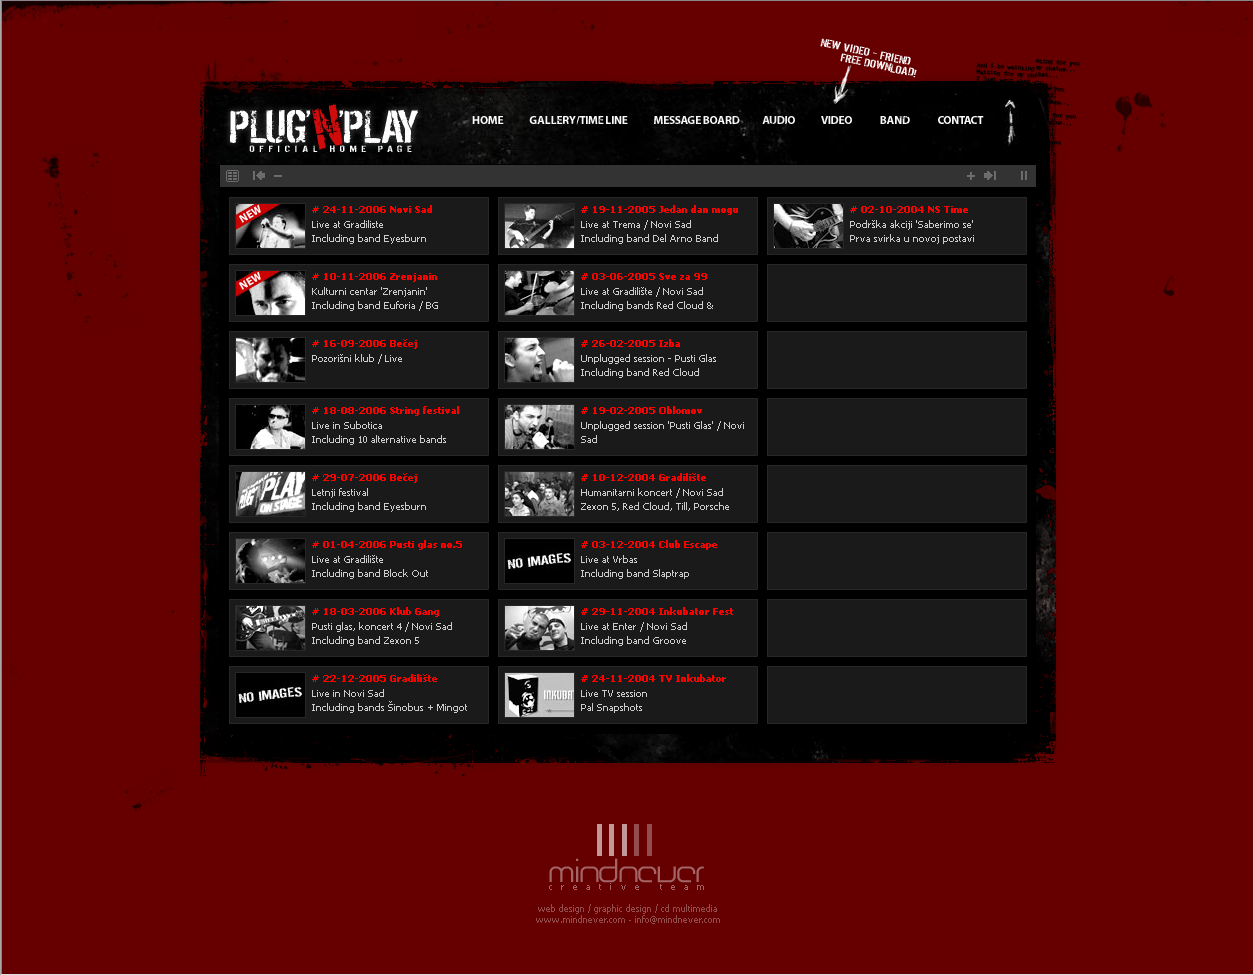 NEW VIDEO - FRIEND
FREE DOWNLOAD!
PLUG'N'PLAY
OFFICIAL HOME PAGE
HOME GALLERY/TIME LINE MESSAGE BOARD AUDIO VIDEO BAND CONTACT
NEW
# 24-11-2006 Novi Sad
Live at Gradiliste
Including band Eyesburn
# 19-11-2005 Jedan dan mogu
Live at Trema / Novi Sad
Including band Del Arno Band
# 02-10-2004 NS Time
Podrška akciji 'Saberimo se'
Prva svirka u novoj postavi
NEW
# 10-11-2006 Zrenjanin
Kulturni centar 'Zrenjanin'
Including band Euforia / BG
# 03-06-2005 Sve za 99
Live at Gradilište / Novi Sad
Including bands Red Cloud &
# 16-09-2006 Bečej
Pozorišni klub / Live
# 26-02-2005 Izba
Unplugged session - Pusti Glas
Including band Red Cloud
# 18-08-2006 String festival
Live in Subotica
Including 10 alternative bands
# 19-02-2005 Oblomov
Unplugged session 'Pusti Glas' / Novi
Sad
PLAY
ON STAGE
# 29-07-2006 Bečej
Letnji festival
Including band Eyesburn
# 10-12-2004 Gradilište
Humanitarni koncert / Novi Sad
Zexon 5, Red Cloud, Till, Porsche
# 01-04-2006 Pusti glas no.5
Live at Gradilište
Including band Block Out
NO IMAGES
# 03-12-2004 Club Escape
Live at Vrbas
Including band Slaptrap
# 18-03-2006 Klub Gang
Pusti glas, koncert 4 / Novi Sad
Including band Zexon 5
# 29-11-2004 Inkubator Fest
Live at Enter / Novi Sad
Including band Groove
NO IMAGES
# 22-12-2005 Gradilište
Live in Novi Sad
Including bands Šinobus + Mingot
INKUBA
# 24-11-2004 TV Inkubator
Live TV session
Pal Snapshots
mindnever
creative team
web design / graphic design / cd multimedia
www.mindnever.com - info@mindnever.com